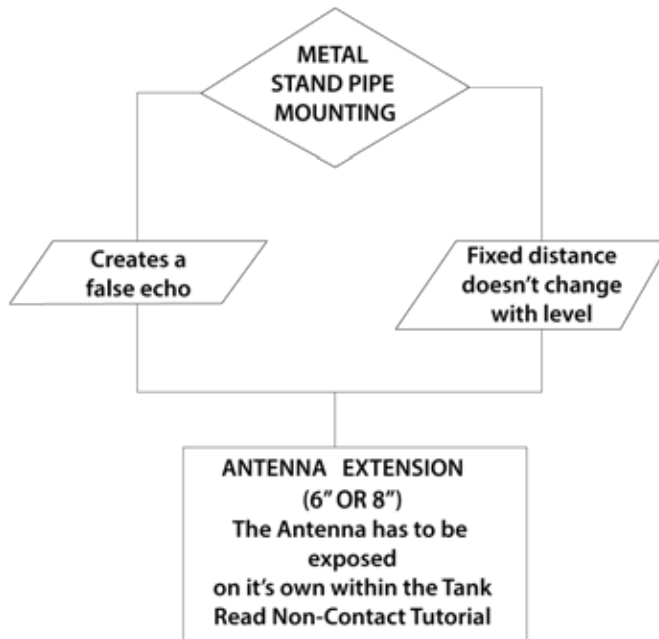 METAL
STAND PIPE
MOUNTING
Creates a
false echo
Fixed distance
doesn't change
with level
ANTENNA EXTENSION
(6” OR 8”)
The Antenna has to be
exposed
on it's own within the Tank
Read Non-Contact Tutorial